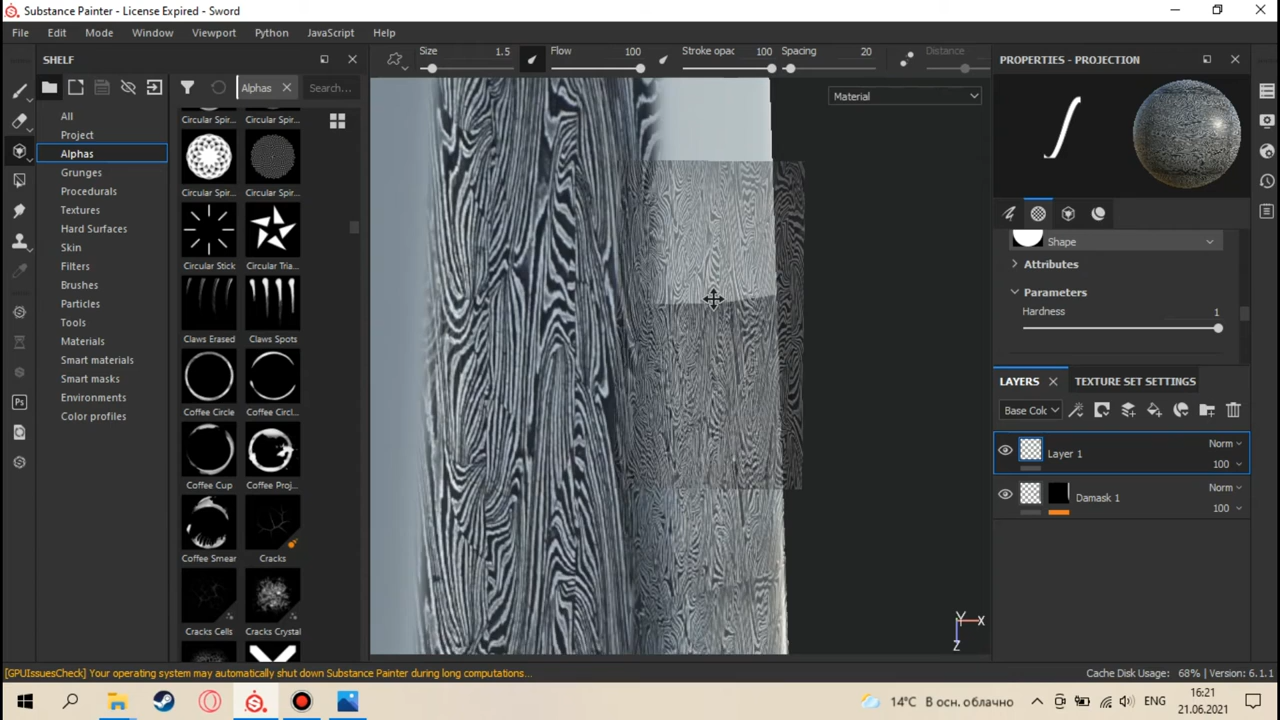 Substance Painter - License Expired - Sword
File Edit Mode Window Viewport Python JavaScript Help
SHELF
Size 1.5 Flow 100 Stroke opac 100 Spacing 20 Distance
PROPERTIES - PROJECTION
Alphas Search...
Material
All
Project
Alphas
Grunges
Procedurals
Textures
Hard Surfaces
Skin
Filters
Brushes
Particles
Tools
Materials
Smart materials
Smart masks
Environments
Color profiles
Circular Spir... Circular Spir...
Circular Spir... Circular Spir...
Circular Stick Circular Tria...
Claws Erased Claws Spots
Coffee Circle Coffee Circl...
Coffee Cup Coffee Proj...
Coffee Smear Cracks
Cracks Cells Cracks Crystal
Shape
Attributes
Parameters
Hardness 1
LAYERS TEXTURE SET SETTINGS
Base Colo
Layer 1 Norm 100
Damask 1 Norm 100
Y X
Z
[GPUIssuesCheck] Your operating system may automatically shut down Substance Painter during long computations...
Cache Disk Usage: 68% | Version: 6.1.1
Ps
14°C В осн. облачно ENG 16:21
21.06.2021